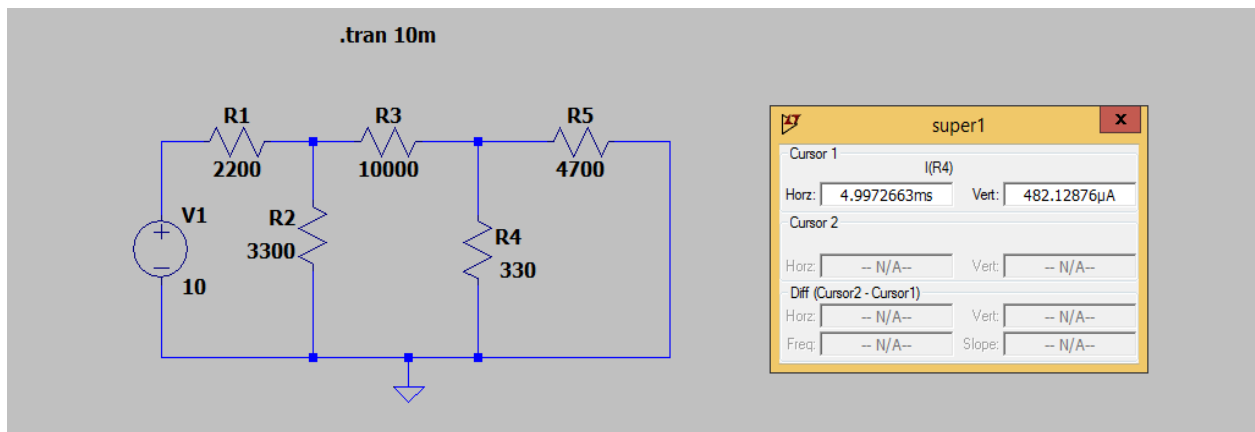 .tran 10m
R1
2200
R3
10000
R5
4700
V1
10
R2
3300
R4
330
super1
x
Cursor 1
I(R4)
Horz: 4.9972663ms Vert: 482.12876µA
Cursor 2
Horz: -- N/A-- Vert: -- N/A--
Diff (Cursor2 - Cursor1)
Horz: -- N/A-- Vert: -- N/A--
Freq: -- N/A-- Slope: -- N/A--